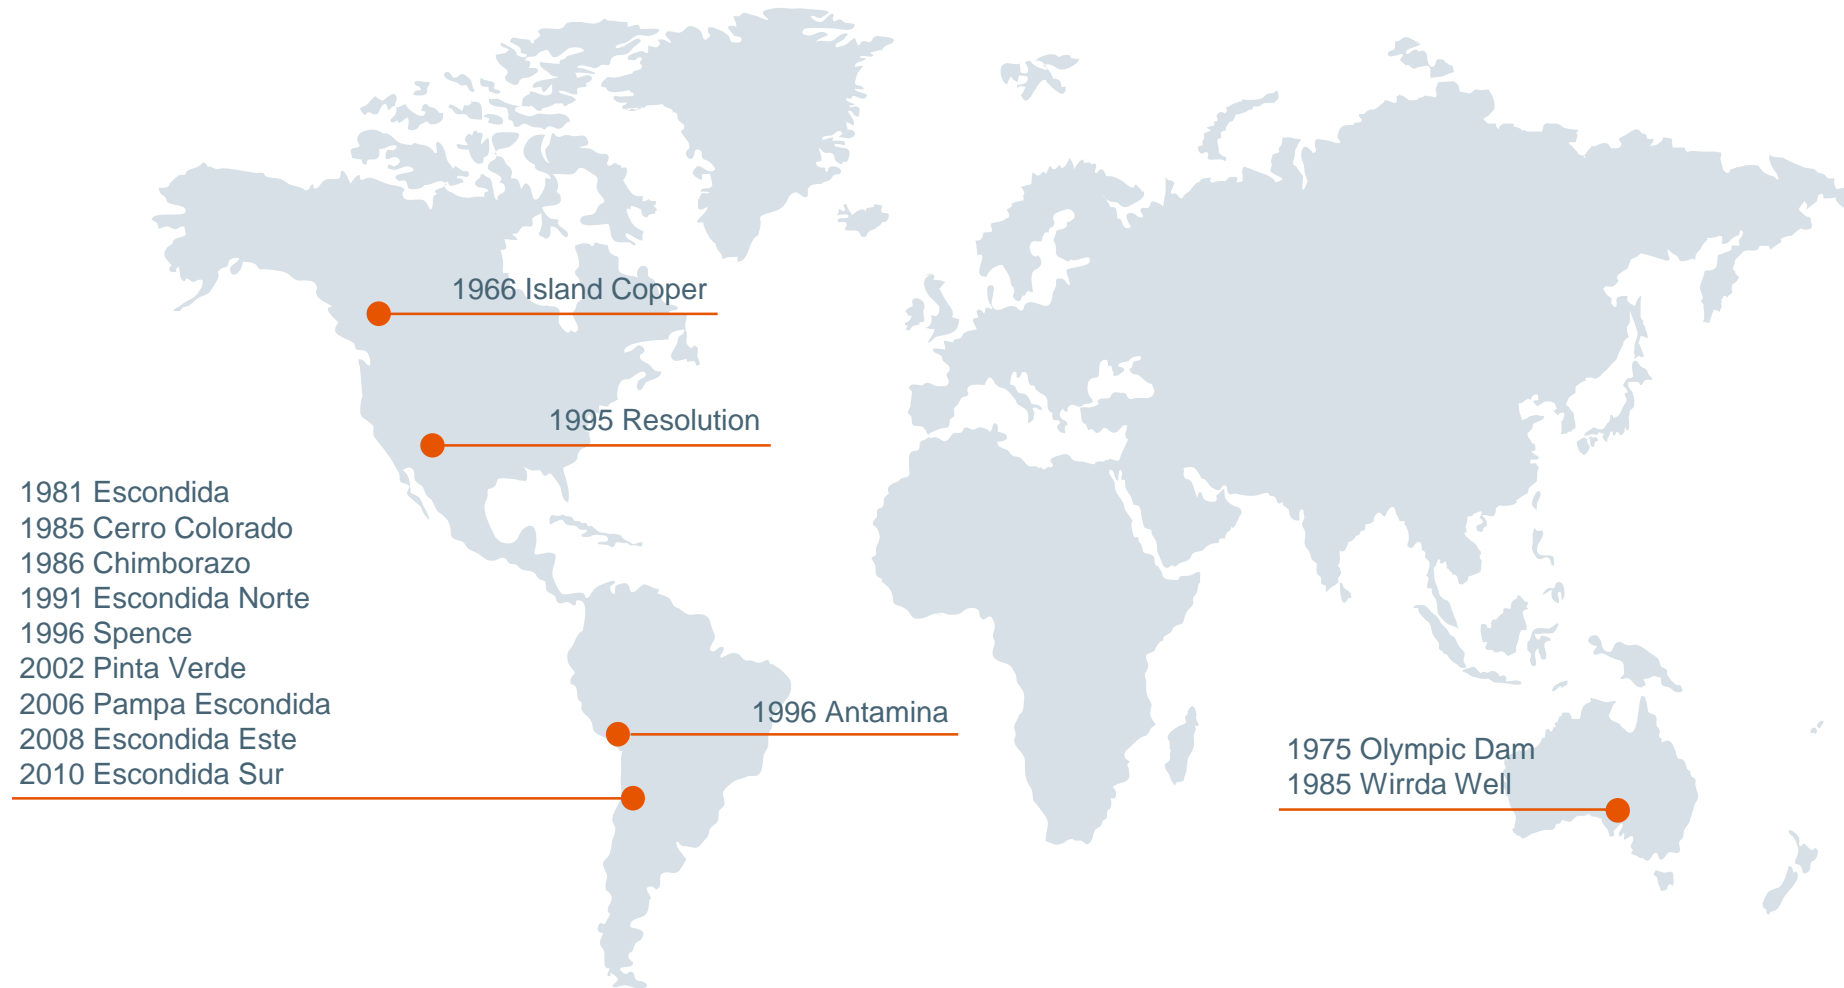 1966 Island Copper
1995 Resolution
1981 Escondida
1985 Cerro Colorado
1986 Chimborazo
1991 Escondida Norte
1996 Spence
2002 Pinta Verde
2006 Pampa Escondida
2008 Escondida Este
2010 Escondida Sur
1996 Antamina
1975 Olympic Dam
1985 Wirrda Well